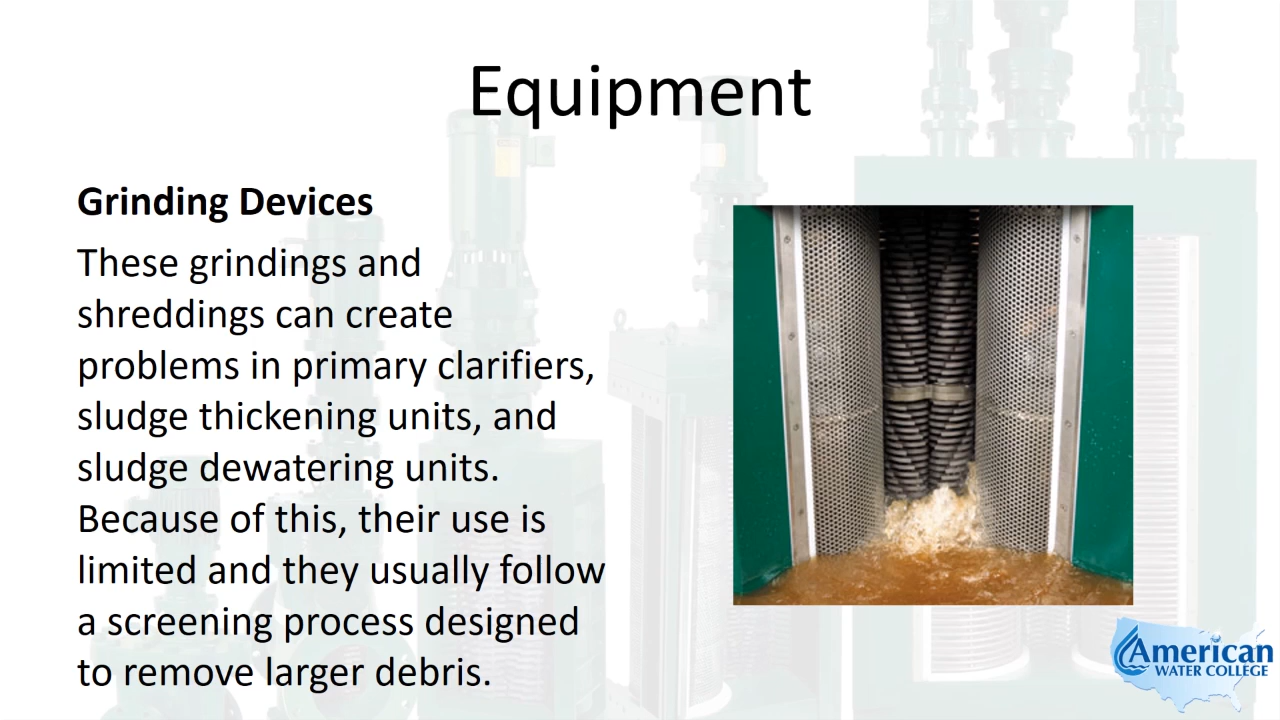 Equipment
Grinding Devices
These grindings and
shreddings can create
problems in primary clarifiers,
sludge thickening units, and
sludge dewatering units.
Because of this, their use is
limited and they usually follow
a screening process designed
to remove larger debris.
American
WATER COLLEGE